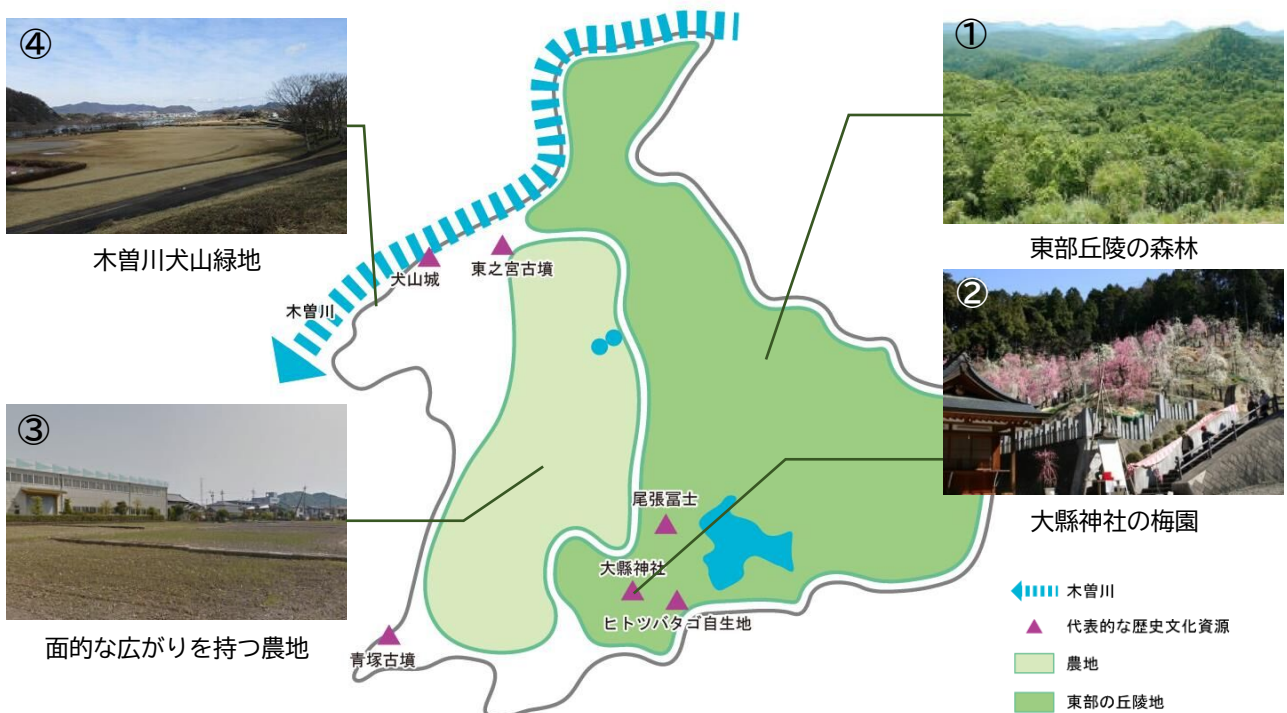 ④
木曽川犬山緑地
①
東部丘陵の森林
②
大縣神社の梅園
③
面的な広がりを持つ農地
犬山城
東之宮古墳
木曽川
尾張冨士
大縣神社
ヒトツバタゴ自生地
青塚古墳
木曽川
代表的な歴史文化資源
農地
東部の丘陵地